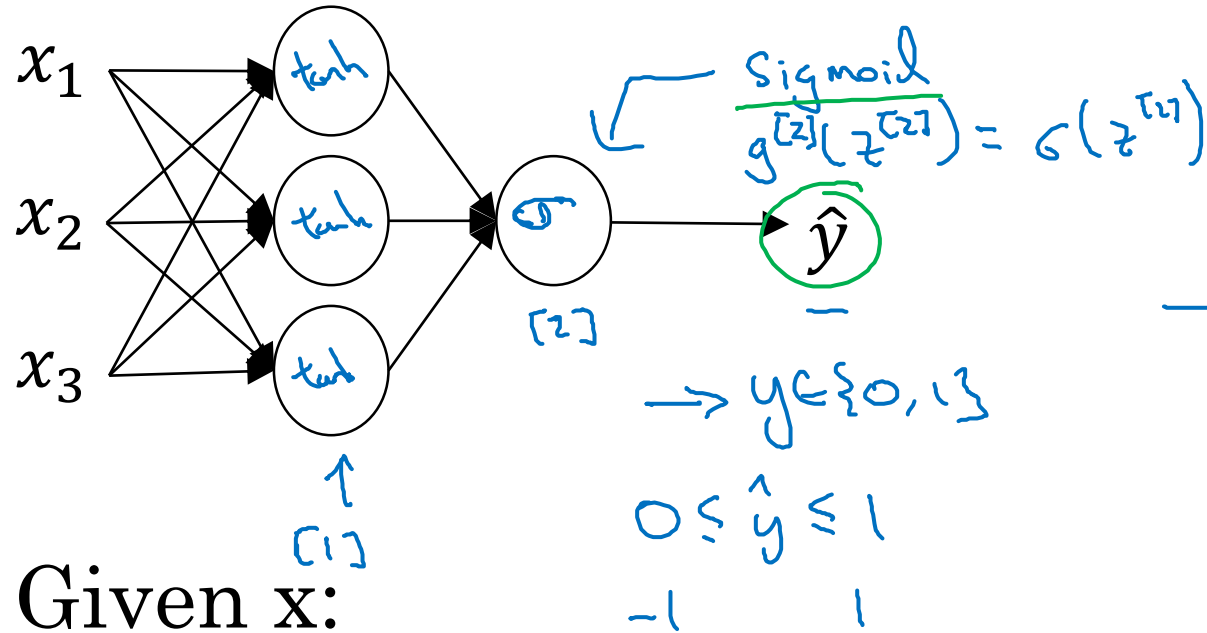 x₁
tanh
sigmoid
g^[2](z^[2]) = σ(z^[2])
x₂
tanh
σ
ŷ
[2]
x₃
tanh
→ y∈{0,1}
[1]
0 ≤ ŷ ≤ 1
Given x:
-1 1